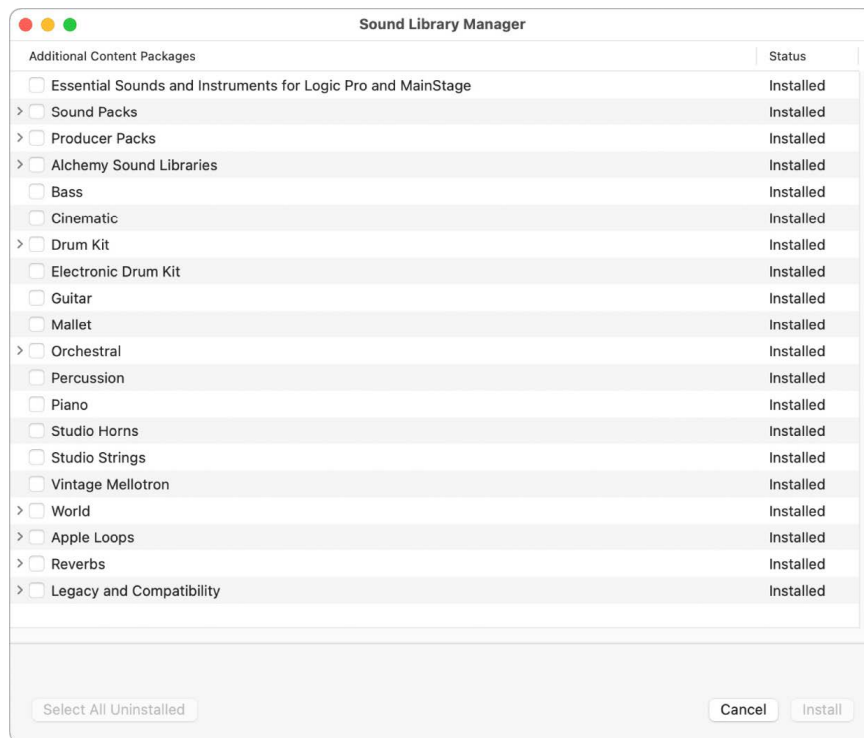 Sound Library Manager
Additional Content Packages Status
Essential Sounds and Instruments for Logic Pro and MainStage Installed
Sound Packs Installed
Producer Packs Installed
Alchemy Sound Libraries Installed
Bass Installed
Cinematic Installed
Drum Kit Installed
Electronic Drum Kit Installed
Guitar Installed
Mallet Installed
Orchestral Installed
Percussion Installed
Piano Installed
Studio Horns Installed
Studio Strings Installed
Vintage Mellotron Installed
World Installed
Apple Loops Installed
Reverbs Installed
Legacy and Compatibility Installed
Select All Uninstalled Cancel Install